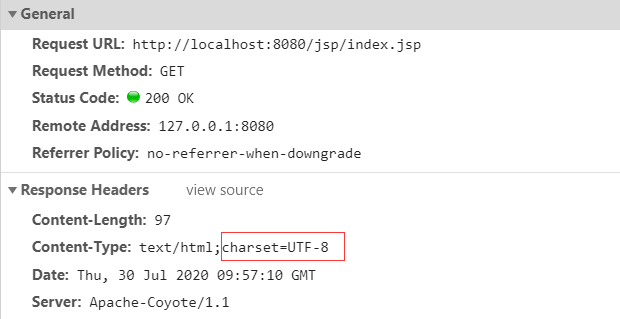 General
Request URL: http://localhost:8080/jsp/index.jsp
Request Method: GET
Status Code: 200 OK
Remote Address: 127.0.0.1:8080
Referrer Policy: no-referrer-when-downgrade
Response Headers view source
Content-Length: 97
Content-Type: text/html;charset=UTF-8
Date: Thu, 30 Jul 2020 09:57:10 GMT
Server: Apache-Coyote/1.1